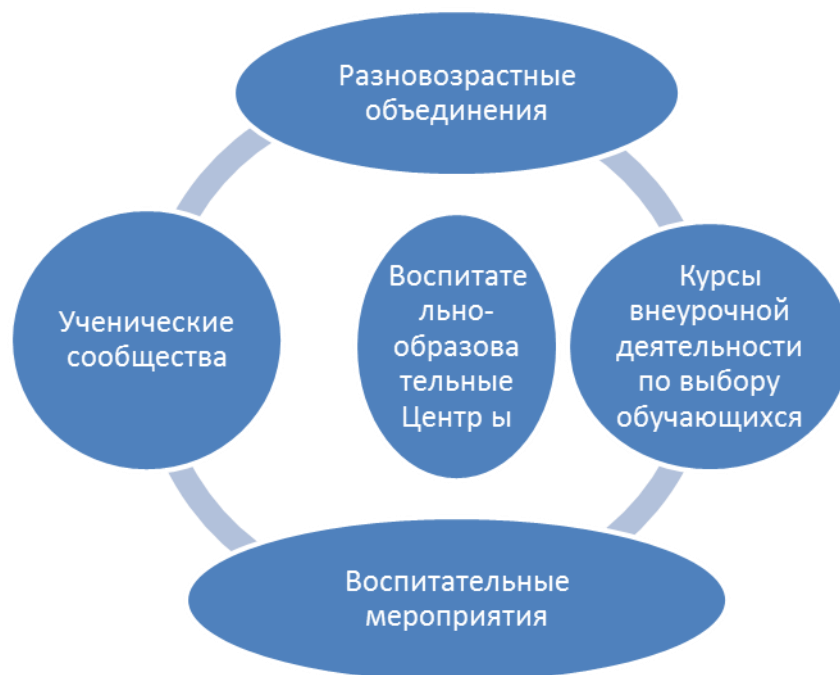 Разновозрастные
объединения
Ученические
сообщества
Воспитате
льно-
образова
тельные
Центр ы
Курсы
внеурочной
деятельности
по выбору
обучающихся
Воспитательные
мероприятия